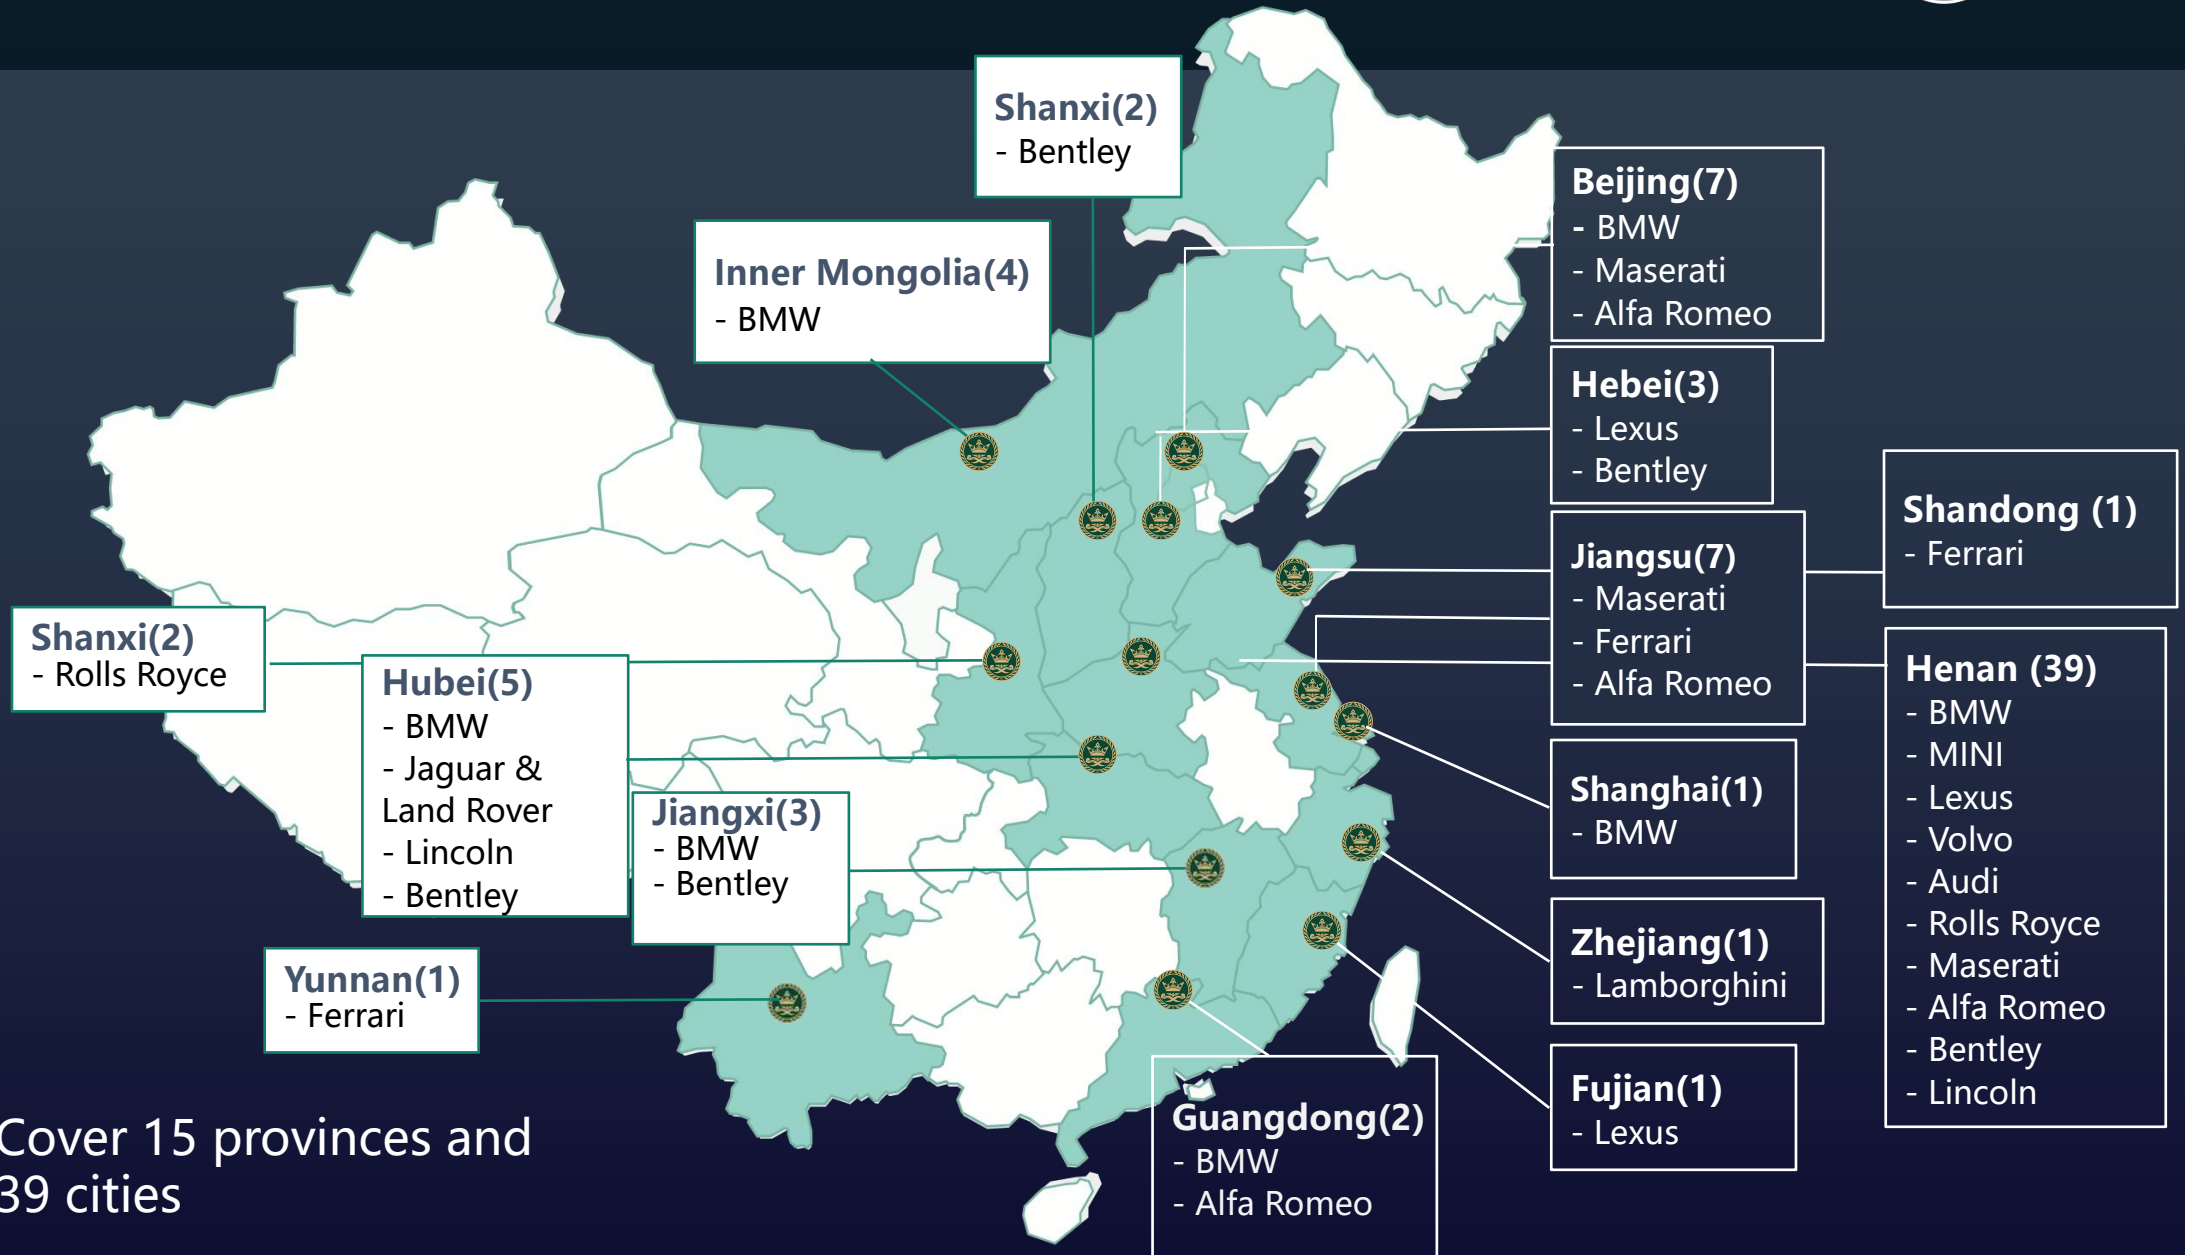 Shanxi(2)
- Bentley
Inner Mongolia(4)
- BMW
Beijing(7)
- BMW
- Maserati
- Alfa Romeo
Hebei(3)
- Lexus
- Bentley
Shandong (1)
- Ferrari
Jiangsu(7)
- Maserati
- Ferrari
- Alfa Romeo
Shanxi(2)
- Rolls Royce
Hubei(5)
- BMW
- Jaguar &
Land Rover
- Lincoln
- Bentley
Jiangxi(3)
- BMW
- Bentley
Henan (39)
- BMW
- MINI
- Lexus
- Volvo
- Audi
- Rolls Royce
- Maserati
- Alfa Romeo
- Bentley
- Lincoln
Shanghai(1)
- BMW
Zhejiang(1)
- Lamborghini
Yunnan(1)
- Ferrari
Fujian(1)
- Lexus
Guangdong(2)
- BMW
- Alfa Romeo
Cover 15 provinces and
39 cities